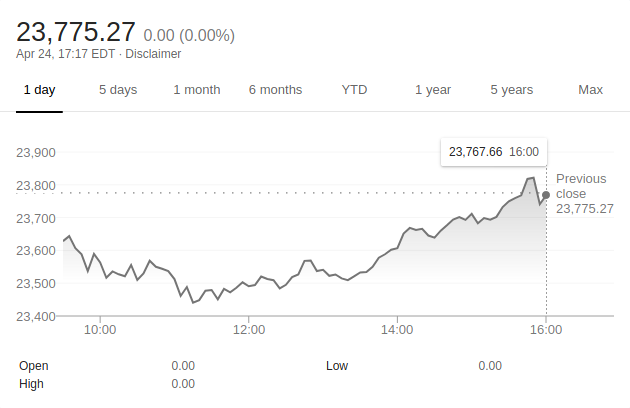 23,775.27 0.00 (0.00%)
Apr 24, 17:17 EDT · Disclaimer
1 day 5 days 1 month 6 months YTD 1 year 5 years Max
23,767.66 16:00
23,900
23,800
23,700
23,600
23,500
23,400
Previous
close
23,775.27
10:00 12:00 14:00 16:00
Open 0.00 Low 0.00
High 0.00